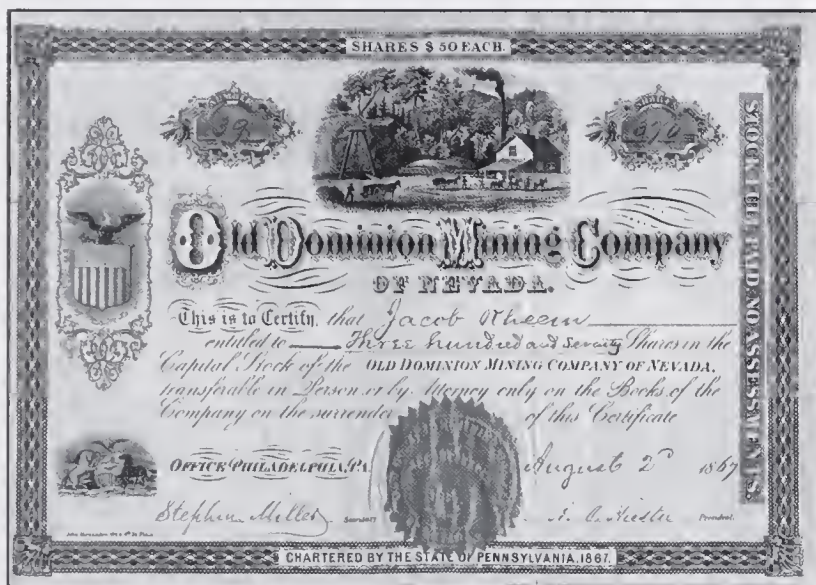 SHARES $50 EACH.
39
370
Old Dominion Mining Company
OF NEVADA.
This is to Certify, that Jacob Rheem
entitled to Three hundred and Seventy Shares in the
Capital Stock of the OLD DOMINION MINING COMPANY OF NEVADA,
transferable in Person or by Attorney only on the Books of the
Company on the surrender of this Certificate
OFFICE PHILADELPHIA, PA. August 2d 1867
Stephen Miller Secretary President.
CHARTERED BY THE STATE OF PENNSYLVANIA, 1867.
STOCK FULL PAID NO ASSESSMENTS.